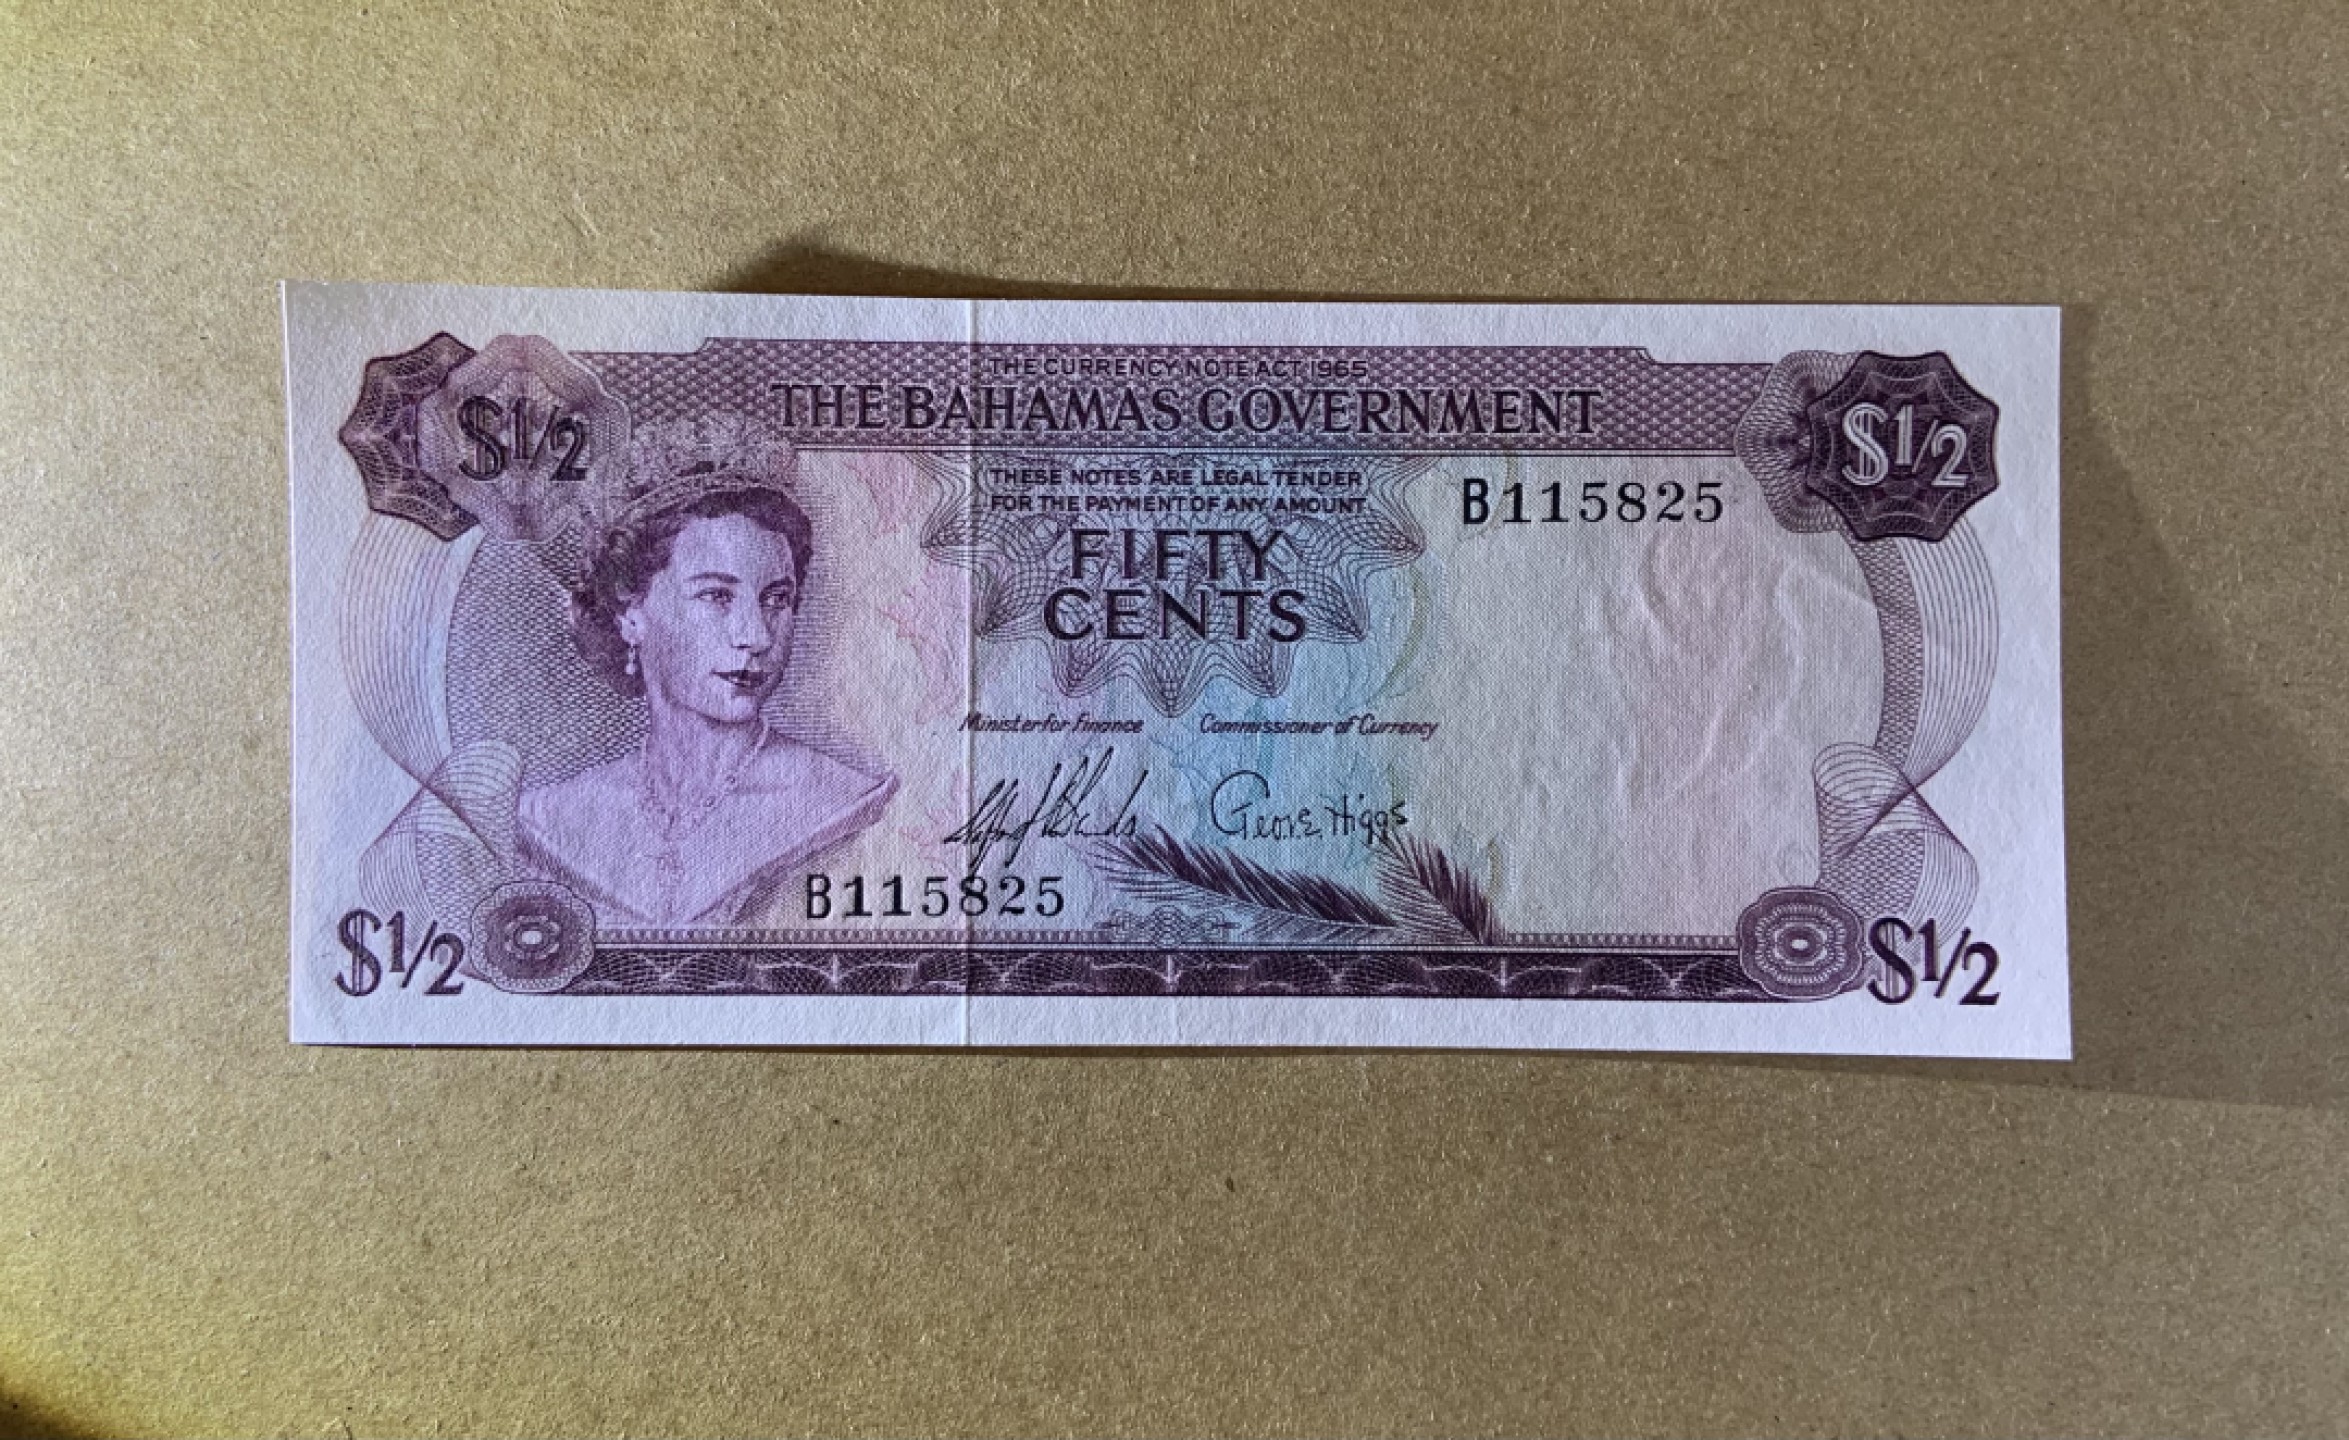 THE CURRENCY NOTE ACT 1965
THE BAHAMAS GOVERNMENT
$1/2
$1/2
THESE NOTES ARE LEGAL TENDER
FOR THE PAYMENT OF ANY AMOUNT
B115825
FIFTY
CENTS
Minister for Finance Commissioner of Currency
George Higgs
B115825
$1/2
$1/2